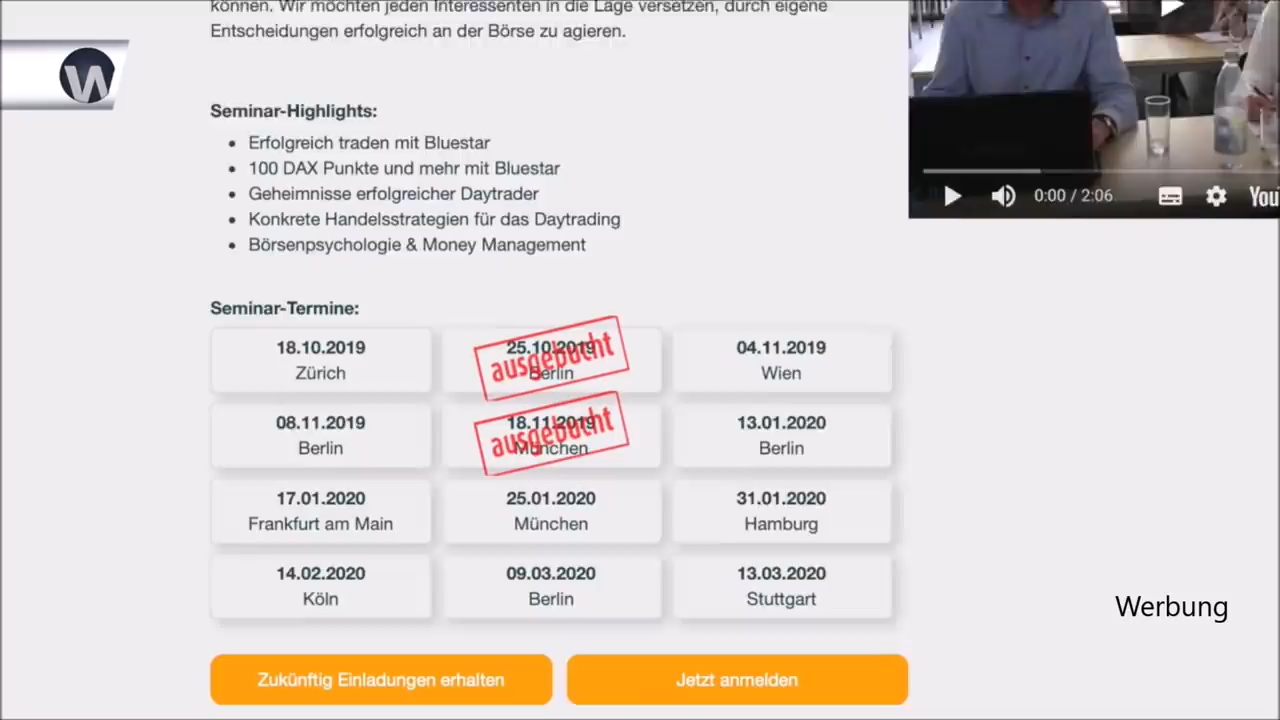 können. Wir möchten jeden Interessenten in die Lage versetzen, durch eigene
Entscheidungen erfolgreich an der Börse zu agieren.
W
Seminar-Highlights:
Erfolgreich traden mit Bluestar
100 DAX Punkte und mehr mit Bluestar
Geheimnisse erfolgreicher Daytrader
Konkrete Handelsstrategien für das Daytrading
Börsenpsychologie & Money Management
0:00 / 2:06
You
Seminar-Termine:
18.10.2019
Zürich
25.10.2019
Berlin
ausgebucht
04.11.2019
Wien
08.11.2019
Berlin
18.11.2019
München
ausgebucht
13.01.2020
Berlin
17.01.2020
Frankfurt am Main
25.01.2020
München
31.01.2020
Hamburg
14.02.2020
Köln
09.03.2020
Berlin
13.03.2020
Stuttgart
Werbung
Zukünftig Einladungen erhalten
Jetzt anmelden